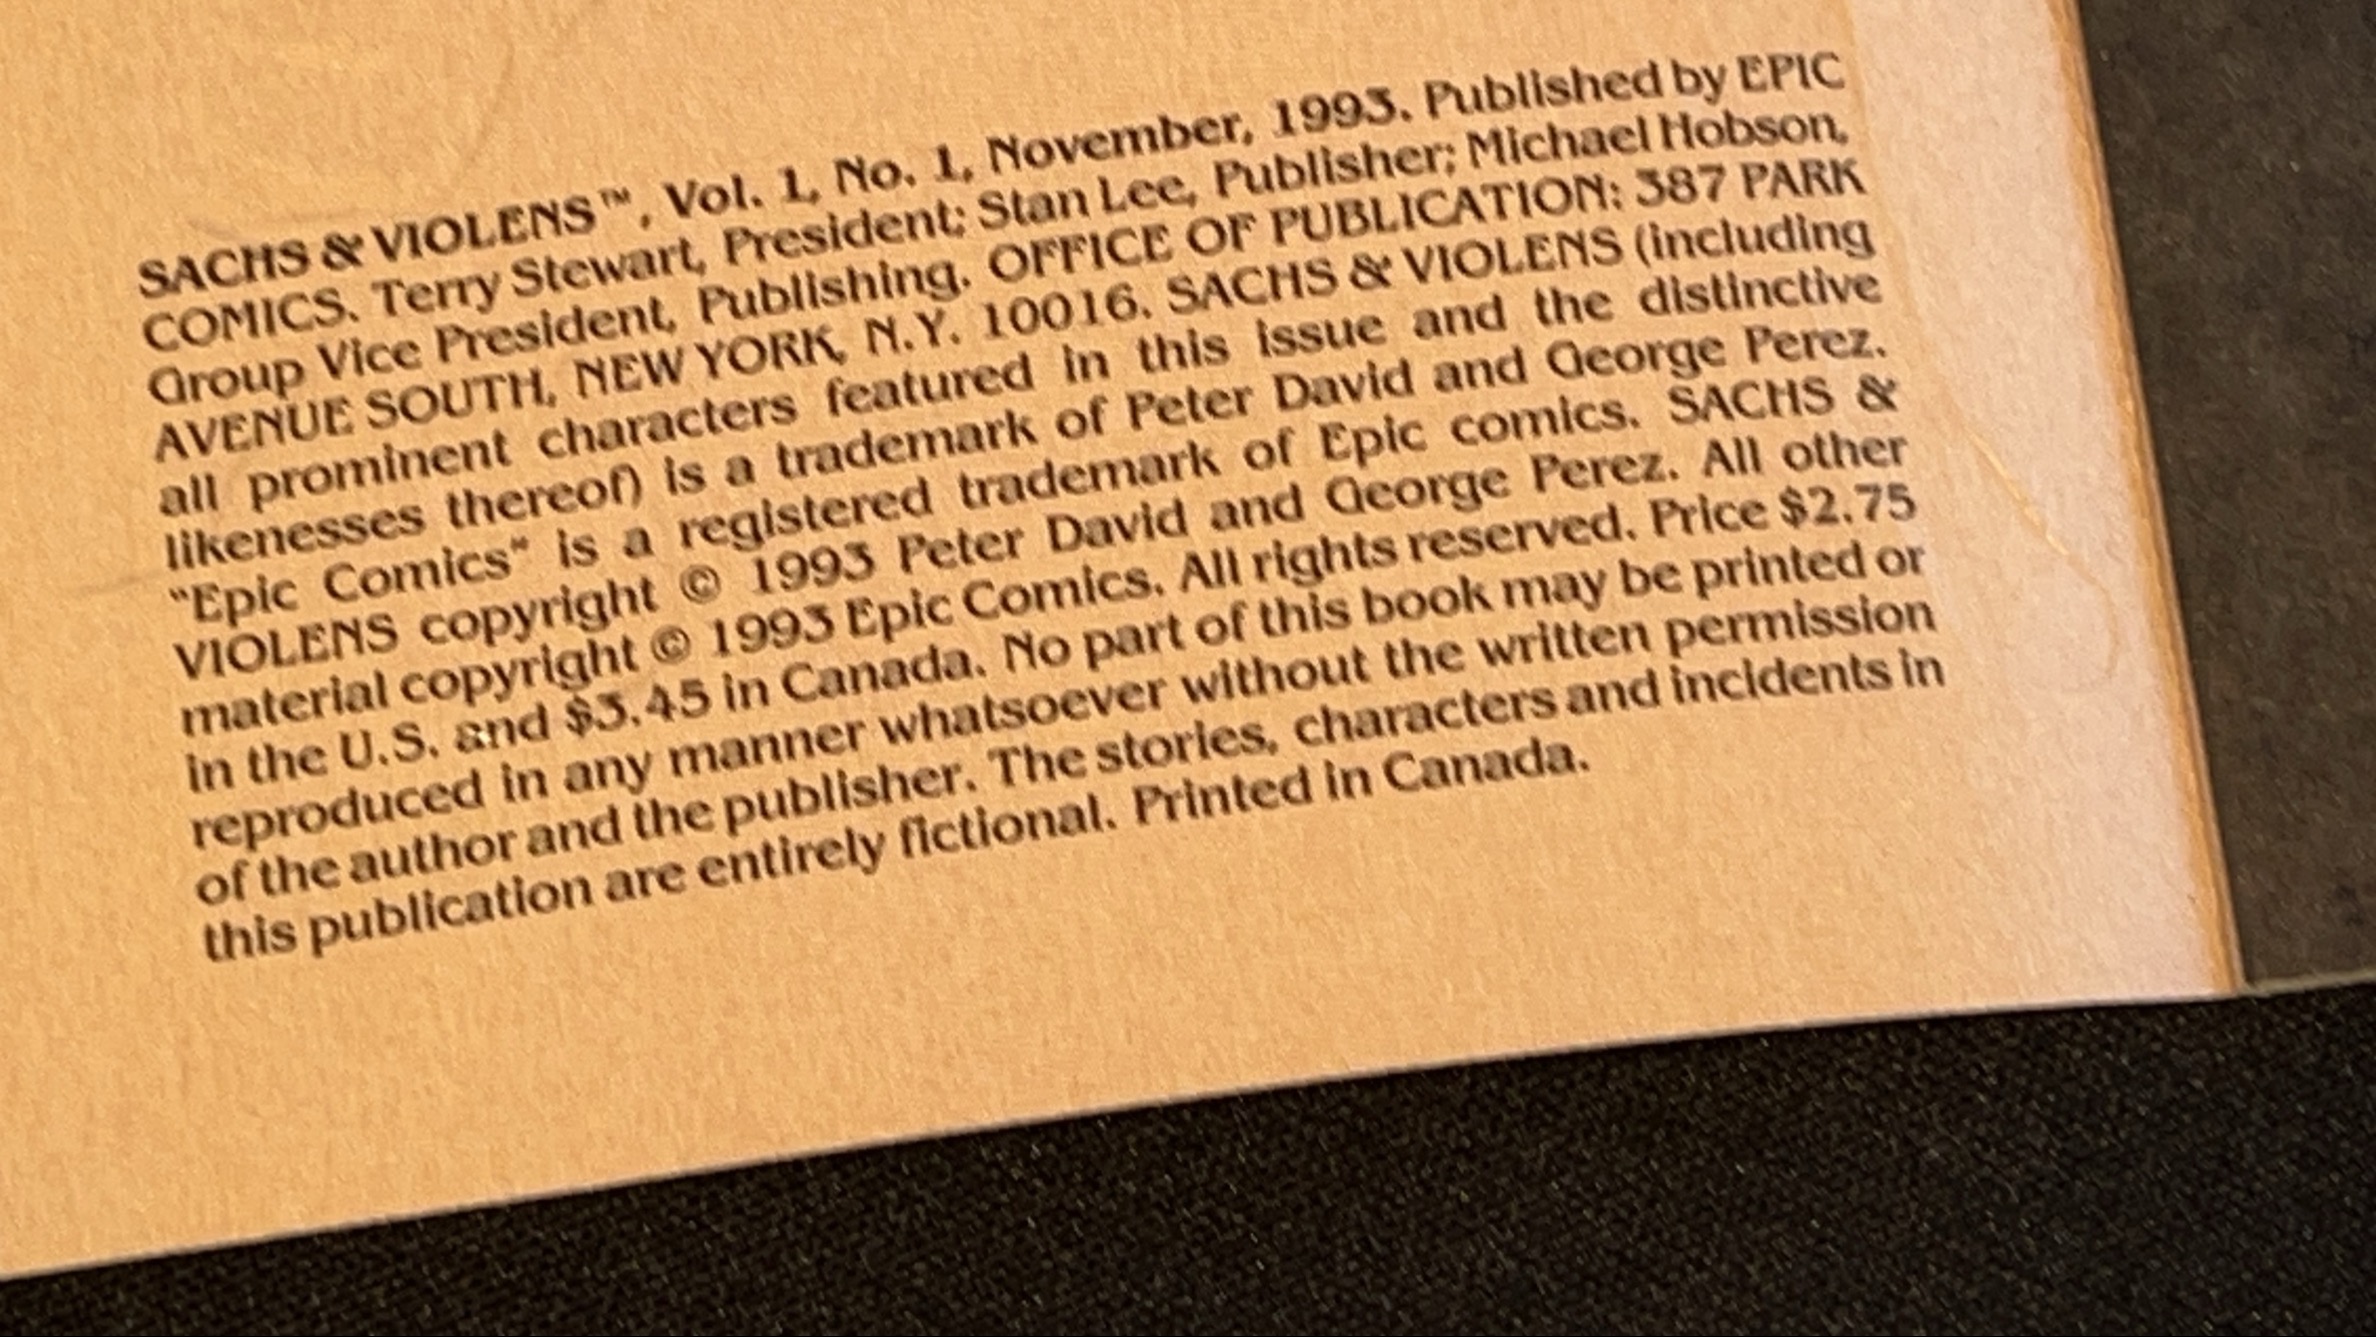 SACHS & VIOLENS™, Vol. 1, No. 1, November, 1993. Published by EPIC
COMICS. Terry Stewart, President; Stan Lee, Publisher; Michael Hobson,
Group Vice President, Publishing. OFFICE OF PUBLICATION: 387 PARK
AVENUE SOUTH, NEW YORK, N.Y. 10016. SACHS & VIOLENS (including
all prominent characters featured in this issue and the distinctive
likenesses thereof) is a trademark of Peter David and George Perez.
"Epic Comics" is a registered trademark of Epic comics. SACHS &
VIOLENS copyright © 1993 Peter David and George Perez. All other
material copyright © 1993 Epic Comics. All rights reserved. Price $2.75
in the U.S. and $3.45 in Canada. No part of this book may be printed or
reproduced in any manner whatsoever without the written permission
of the author and the publisher. The stories, characters and incidents in
this publication are entirely fictional. Printed in Canada.